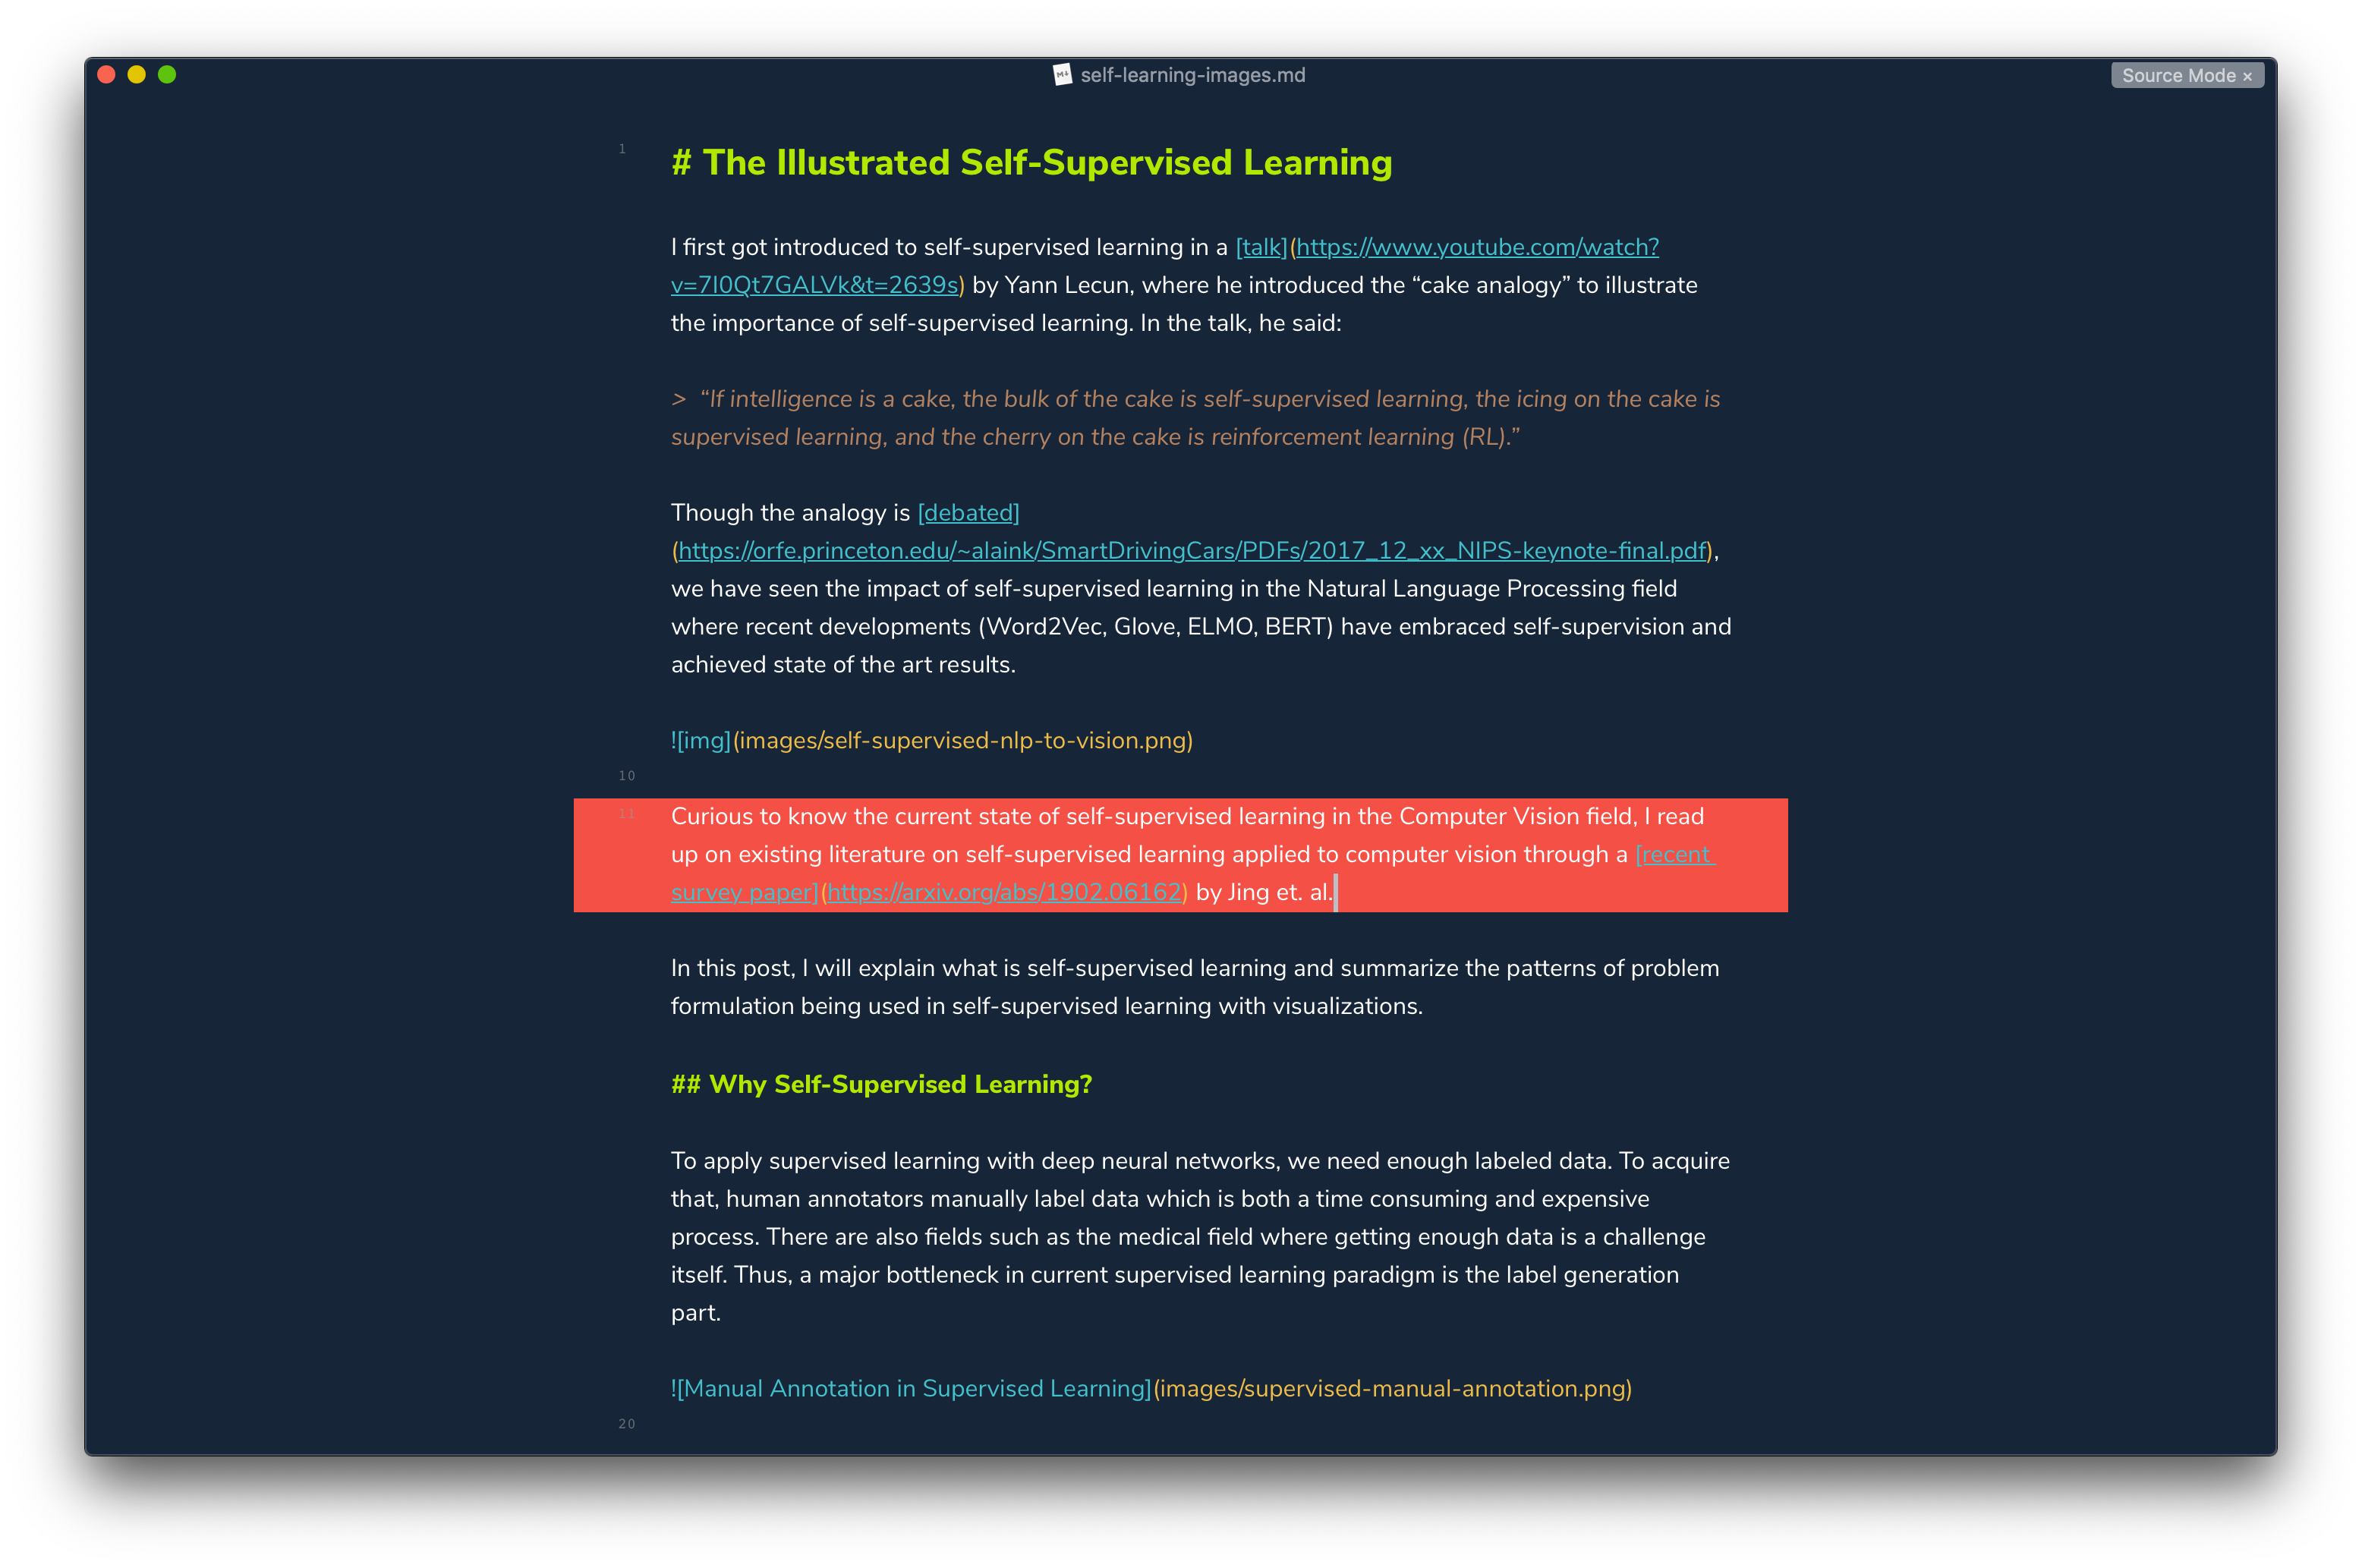 self-learning-images.md
Source Mode ×
1
# The Illustrated Self-Supervised Learning
I first got introduced to self-supervised learning in a [talk](https://www.youtube.com/watch?
v=7I0Qt7GALVk&t=2639s) by Yann Lecun, where he introduced the “cake analogy” to illustrate
the importance of self-supervised learning. In the talk, he said:
> “If intelligence is a cake, the bulk of the cake is self-supervised learning, the icing on the cake is
supervised learning, and the cherry on the cake is reinforcement learning (RL).”
Though the analogy is [debated]
(https://orfe.princeton.edu/~alaink/SmartDrivingCars/PDFs/2017_12_xx_NIPS-keynote-final.pdf),
we have seen the impact of self-supervised learning in the Natural Language Processing field
where recent developments (Word2Vec, Glove, ELMO, BERT) have embraced self-supervision and
achieved state of the art results.
![img](images/self-supervised-nlp-to-vision.png)
10
11
Curious to know the current state of self-supervised learning in the Computer Vision field, I read
up on existing literature on self-supervised learning applied to computer vision through a [recent
survey paper](https://arxiv.org/abs/1902.06162) by Jing et. al.
In this post, I will explain what is self-supervised learning and summarize the patterns of problem
formulation being used in self-supervised learning with visualizations.
## Why Self-Supervised Learning?
To apply supervised learning with deep neural networks, we need enough labeled data. To acquire
that, human annotators manually label data which is both a time consuming and expensive
process. There are also fields such as the medical field where getting enough data is a challenge
itself. Thus, a major bottleneck in current supervised learning paradigm is the label generation
part.
![Manual Annotation in Supervised Learning](images/supervised-manual-annotation.png)
20